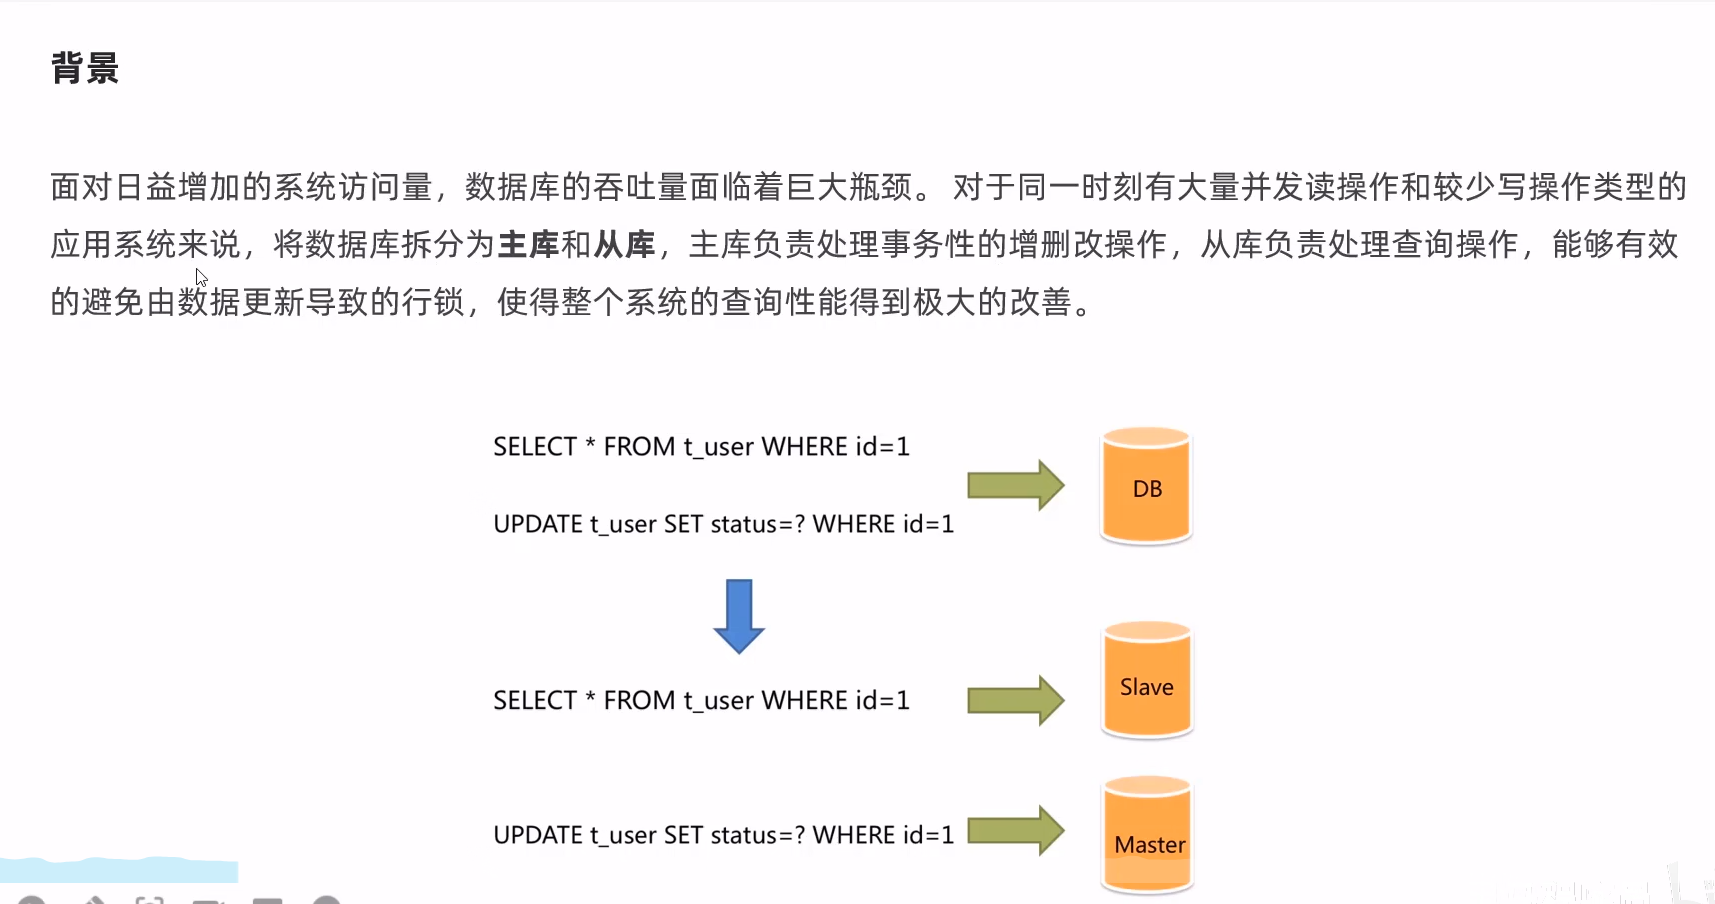 背景
面对日益增加的系统访问量，数据库的吞吐量面临着巨大瓶颈。 对于同一时刻有大量并发读操作和较少写操作类型的
应用系统来说，将数据库拆分为主库和从库，主库负责处理事务性的增删改操作，从库负责处理查询操作，能够有效
的避免由数据更新导致的行锁，使得整个系统的查询性能得到极大的改善。
SELECT * FROM t_user WHERE id=1
DB
UPDATE t_user SET status=? WHERE id=1
SELECT * FROM t_user WHERE id=1
Slave
UPDATE t_user SET status=? WHERE id=1
Master